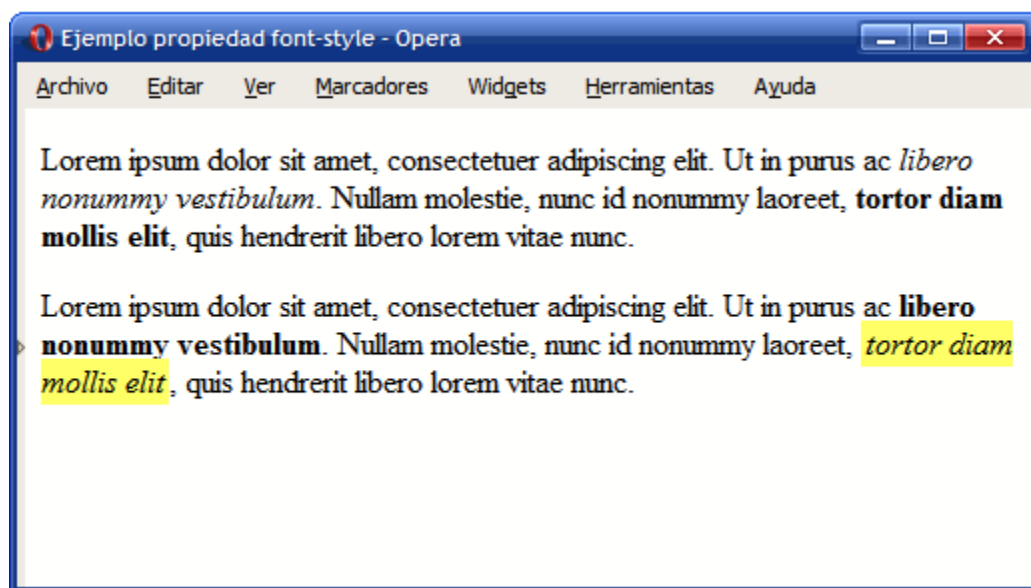 Ejemplo propiedad font-style - Opera
Archivo Editar Ver Marcadores Widgets Herramientas Ayuda
Lorem ipsum dolor sit amet, consectetuer adipiscing elit. Ut in purus ac libero
nonummy vestibulum. Nullam molestie, nunc id nonummy laoreet, tortor diam
mollis elit, quis hendrerit libero lorem vitae nunc.
Lorem ipsum dolor sit amet, consectetuer adipiscing elit. Ut in purus ac libero
nonummy vestibulum. Nullam molestie, nunc id nonummy laoreet, tortor diam
mollis elit, quis hendrerit libero lorem vitae nunc.